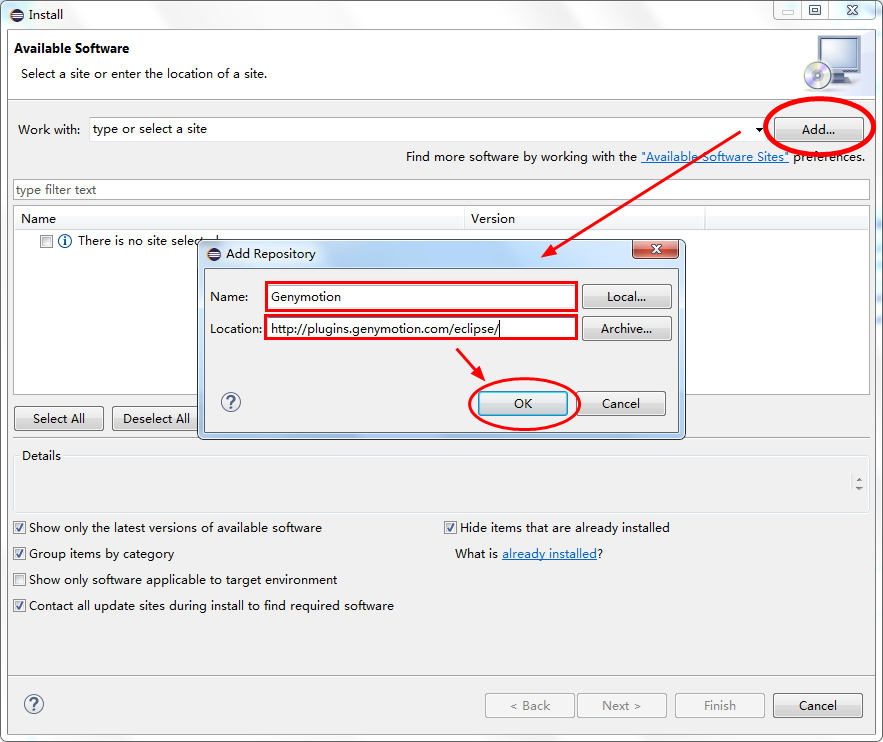 Install
Available Software
Select a site or enter the location of a site.
Work with: type or select a site Add...
Find more software by working with the "Available Software Sites" preferences.
type filter text
Name Version
There is no site selected
Add Repository
Name: Genymotion Local...
Location: http://plugins.genymotion.com/eclipse/ Archive...
OK Cancel
Select All Deselect All
Details
Show only the latest versions of available software Hide items that are already installed
Group items by category What is already installed?
Show only software applicable to target environment
Contact all update sites during install to find required software
< Back Next > Finish Cancel